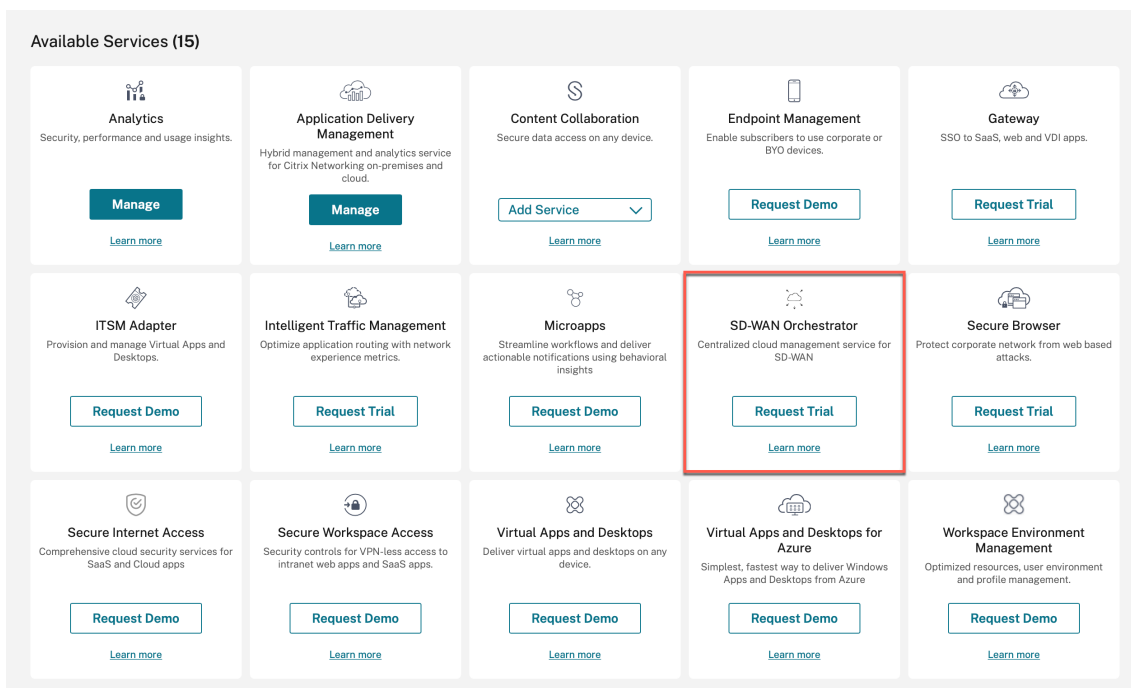 Available Services (15)
Analytics
Security, performance and usage insights.
Manage
Learn more
Application Delivery
Management
Hybrid management and analytics service
for Citrix Networking on-premises and
cloud.
Manage
Learn more
Content Collaboration
Secure data access on any device.
Add Service
Learn more
Endpoint Management
Enable subscribers to use corporate or
BYO devices.
Request Demo
Learn more
Gateway
SSO to SaaS, web and VDI apps.
Request Trial
Learn more
ITSM Adapter
Provision and manage Virtual Apps and
Desktops.
Request Demo
Learn more
Intelligent Traffic Management
Optimize application routing with network
experience metrics.
Request Trial
Learn more
Microapps
Streamline workflows and deliver
actionable notifications using behavioral
insights
Request Demo
Learn more
SD-WAN Orchestrator
Centralized cloud management service for
SD-WAN
Request Trial
Learn more
Secure Browser
Protect corporate network from web based
attacks.
Request Trial
Learn more
Secure Internet Access
Comprehensive cloud security services for
SaaS and Cloud apps
Request Demo
Learn more
Secure Workspace Access
Security controls for VPN-less access to
intranet web apps and SaaS apps.
Request Demo
Learn more
Virtual Apps and Desktops
Deliver virtual apps and desktops on any
device.
Request Demo
Learn more
Virtual Apps and Desktops for
Azure
Simplest, fastest way to deliver Windows
Apps and Desktops from Azure
Request Demo
Learn more
Workspace Environment
Management
Optimized resources, user environment
and profile management.
Request Demo
Learn more